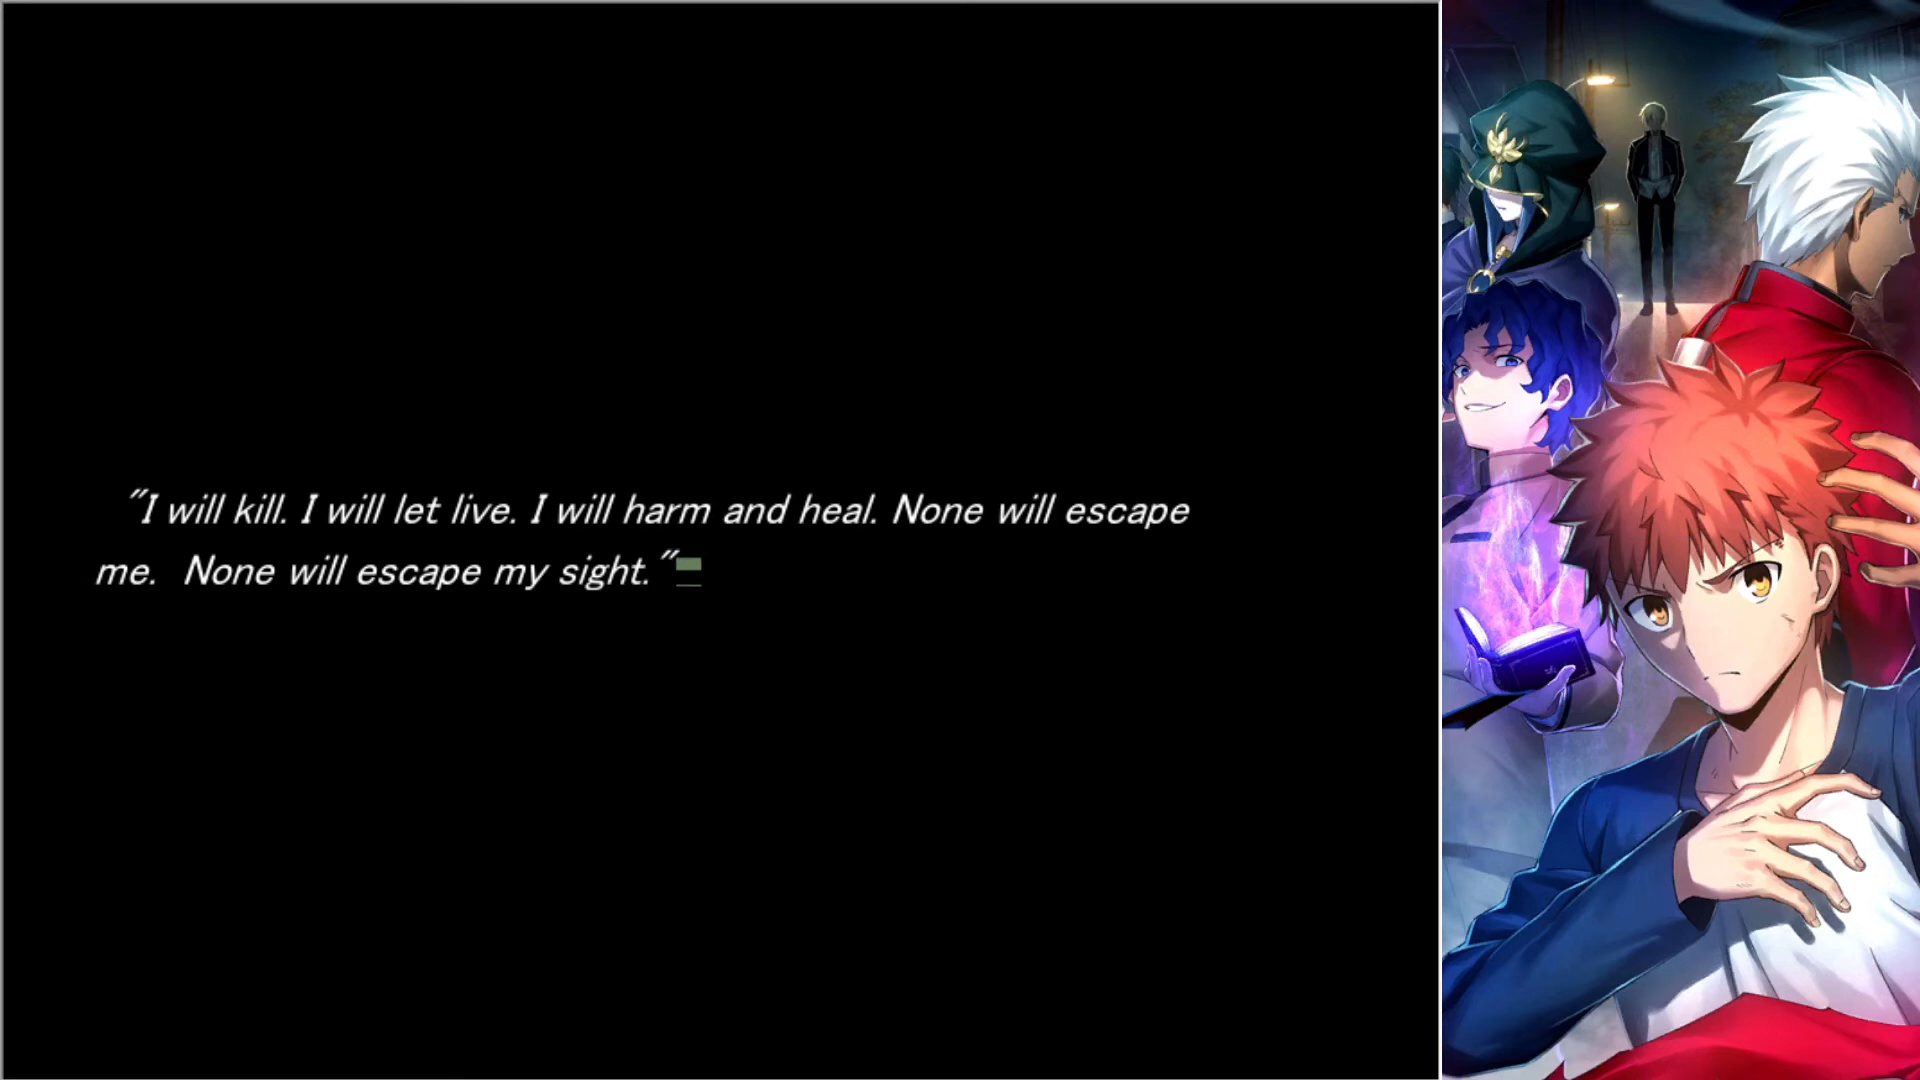 "I will kill. I will let live. I will harm and heal. None will escape
me.  None will escape my sight."